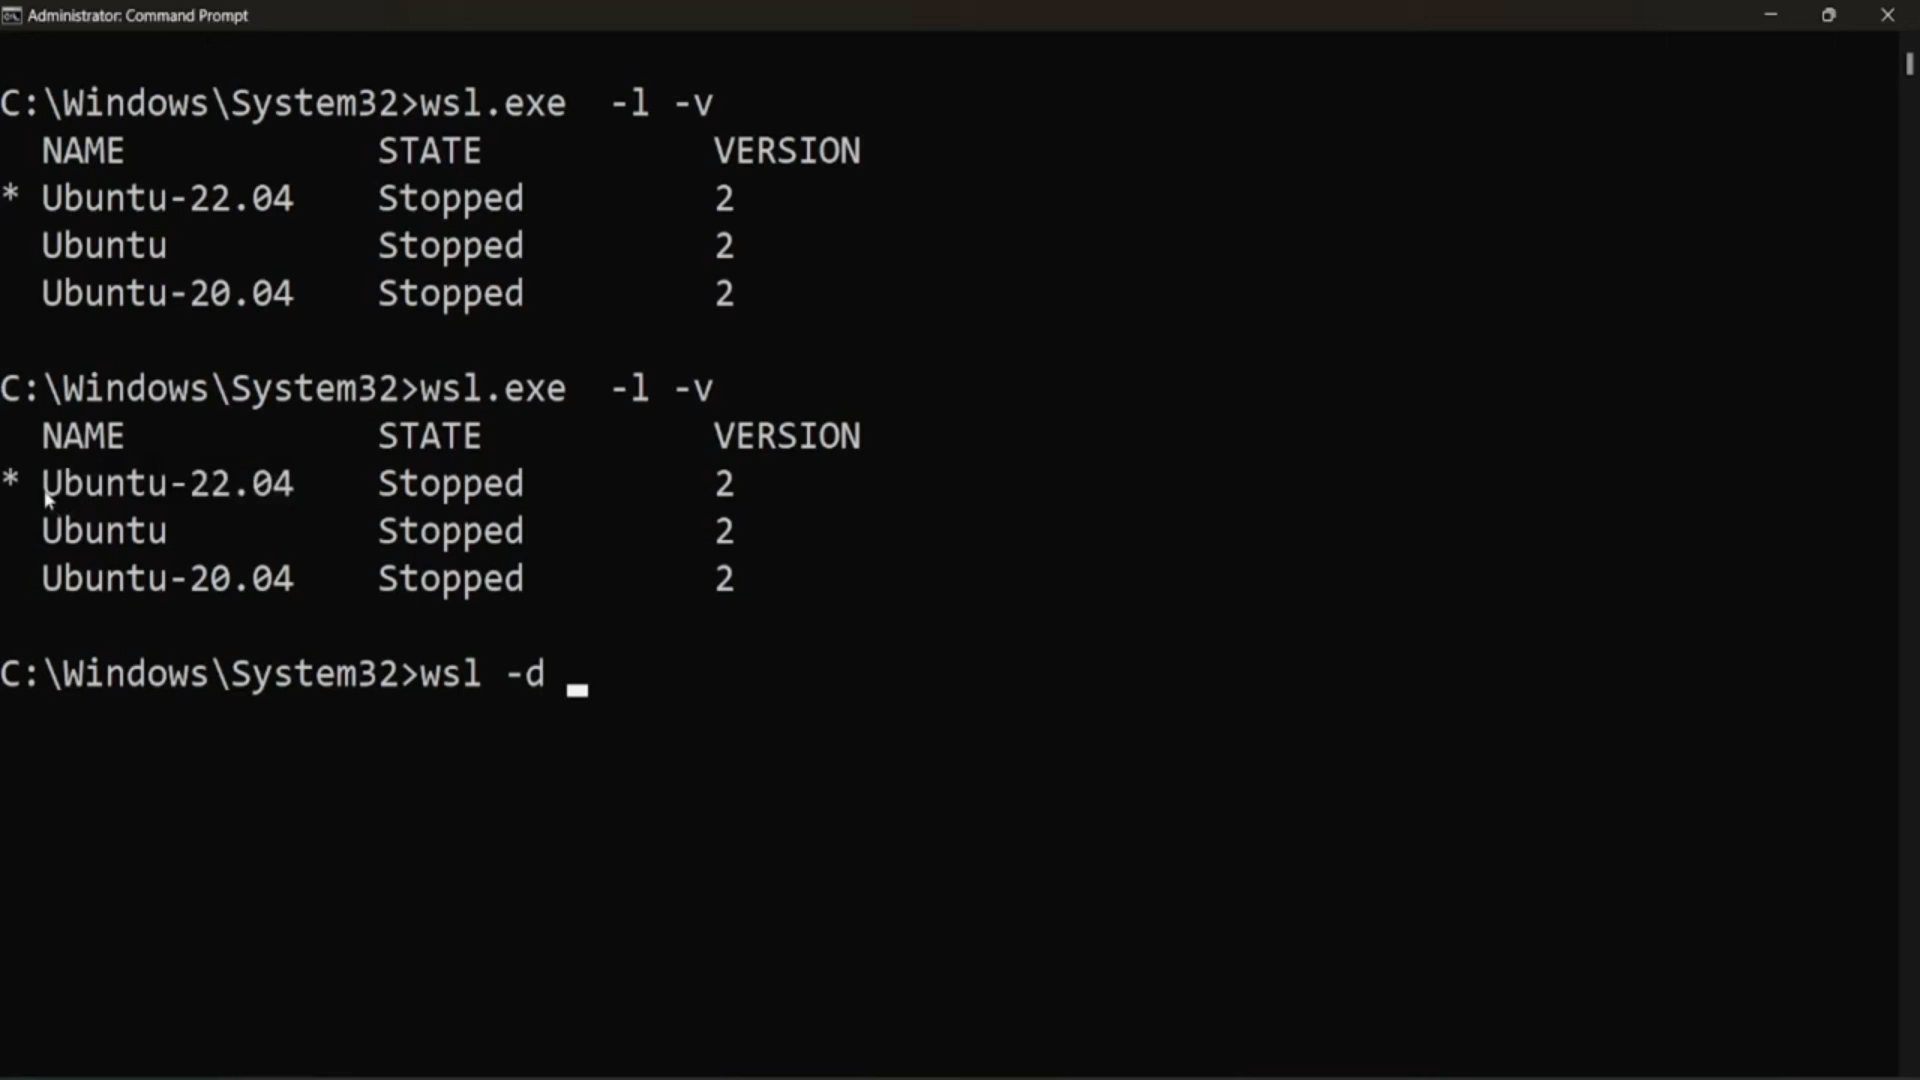 Administrator: Command Prompt
C:\Windows\System32>wsl.exe  -l -v
  NAME            STATE           VERSION
* Ubuntu-22.04    Stopped         2
  Ubuntu          Stopped         2
  Ubuntu-20.04    Stopped         2
C:\Windows\System32>wsl.exe  -l -v
  NAME            STATE           VERSION
* Ubuntu-22.04    Stopped         2
  Ubuntu          Stopped         2
  Ubuntu-20.04    Stopped         2
C:\Windows\System32>wsl -d